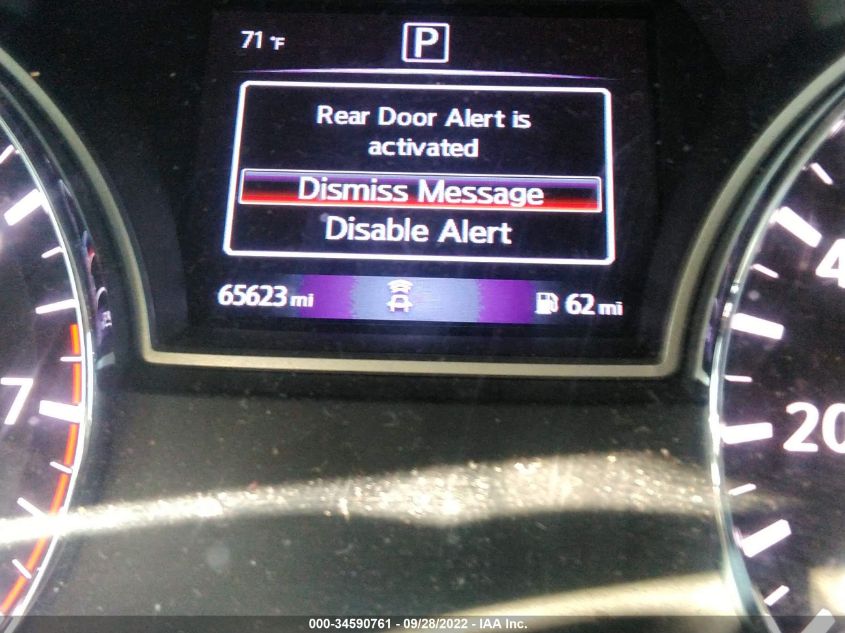 71 °F
P
Rear Door Alert is
activated
Dismiss Message
Disable Alert
65623 mi
62 mi
7
4
20
000-34590761 - 09/28/2022 - IAA Inc.